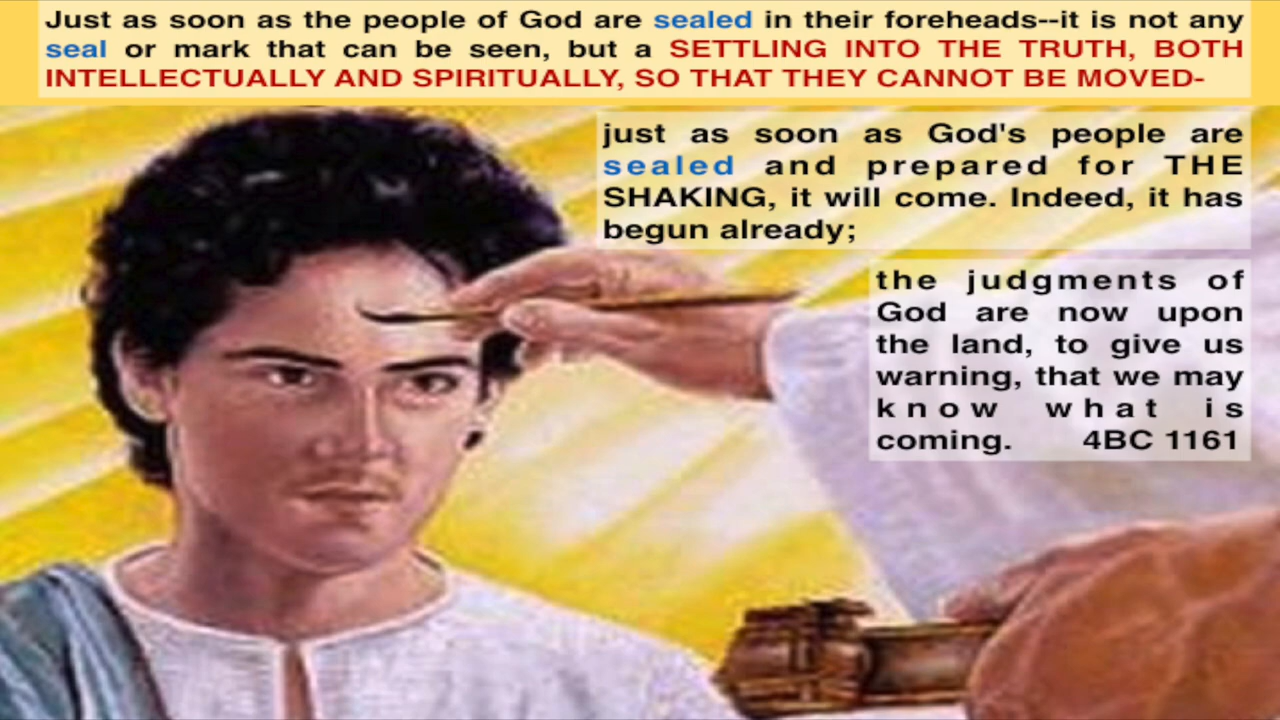 Just as soon as the people of God are sealed in their foreheads--it is not any
seal or mark that can be seen, but a SETTLING INTO THE TRUTH, BOTH
INTELLECTUALLY AND SPIRITUALLY, SO THAT THEY CANNOT BE MOVED-
just as soon as God's people are
sealed and prepared for THE
SHAKING, it will come. Indeed, it has
begun already;
the judgments of
God are now upon
the land, to give us
warning, that we may
know what is
coming. 4BC 1161